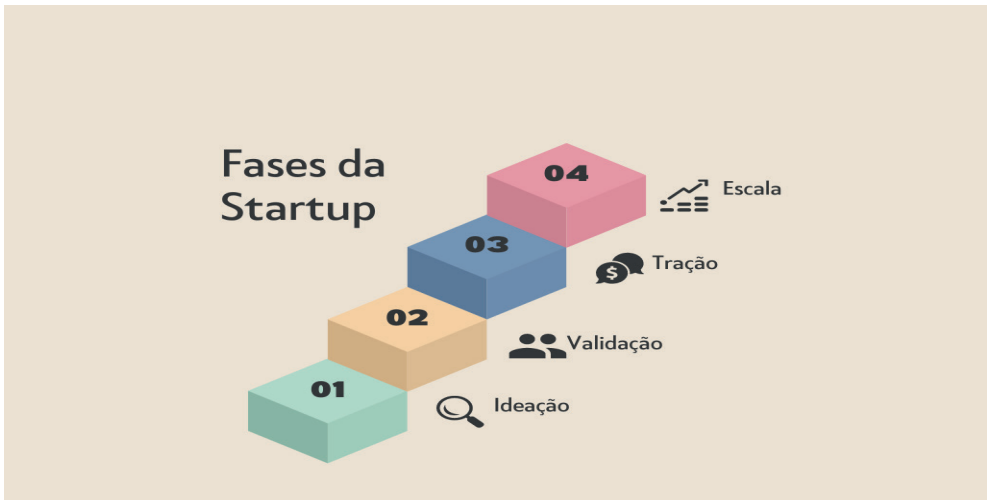 Fases da
Startup
04
Escala
03
$
Tração
02
Validação
01
Ideação